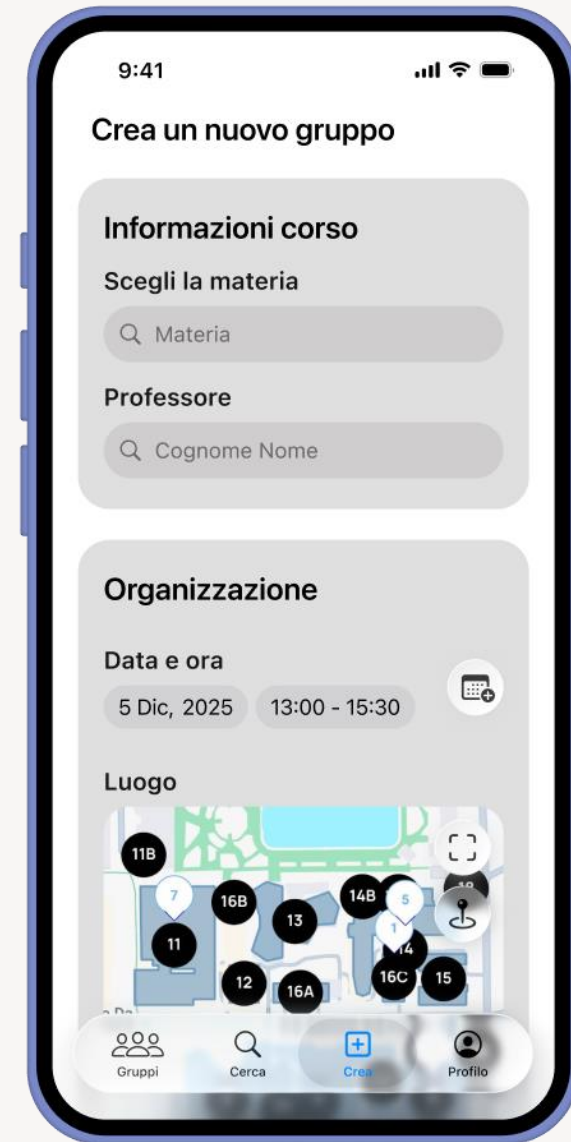 9:41
Crea un nuovo gruppo
Informazioni corso
Scegli la materia
Materia
Professore
Cognome Nome
Organizzazione
Data e ora
5 Dic, 2025 13:00 - 15:30
Luogo
11B
7
16B
14B
5
13
1
11
14
12
16A
16C
15
Gruppi Cerca Crea Profilo